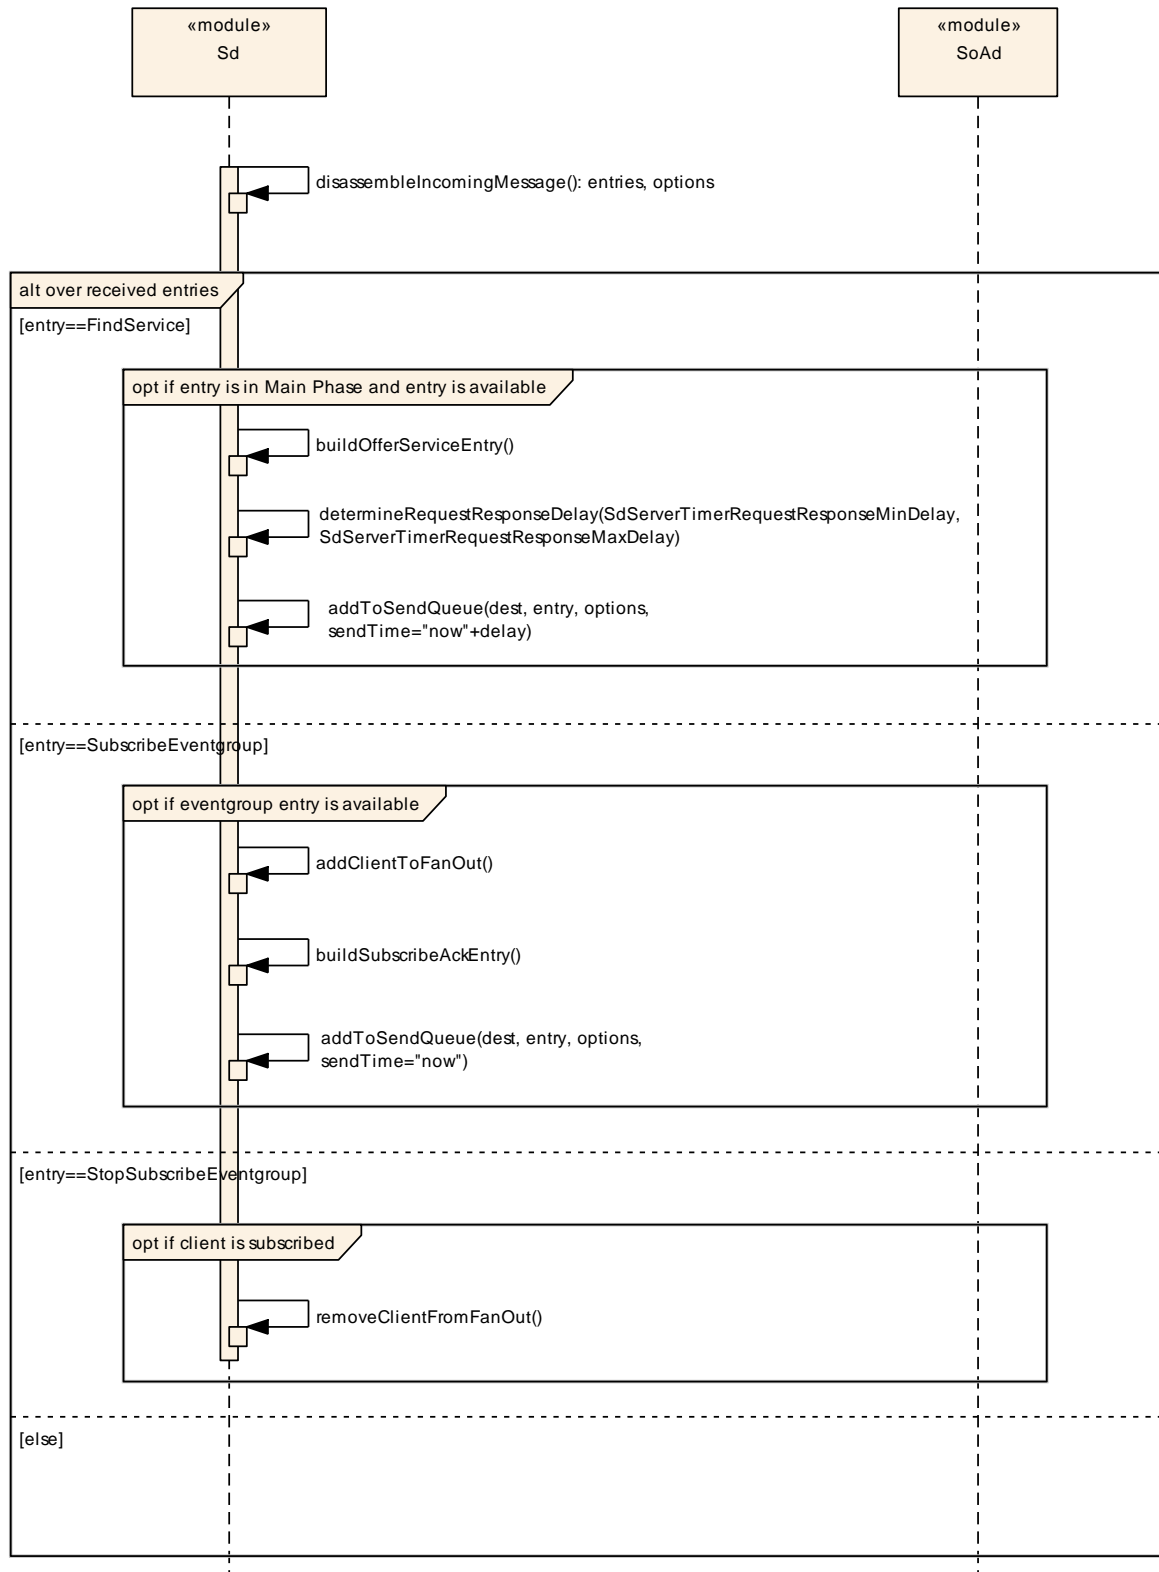 «module»
Sd
«module»
SoAd
disassembleIncomingMessage(): entries, options
alt over received entries
[entry==FindService]
opt if entry is in Main Phase and entry is available
buildOfferServiceEntry()
determineRequestResponseDelay(SdServerTimerRequestResponseMinDelay,
SdServerTimerRequestResponseMaxDelay)
addToSendQueue(dest, entry, options,
sendTime="now"+delay)
[entry==SubscribeEventgroup]
opt if eventgroup entry is available
addClientToFanOut()
buildSubscribeAckEntry()
addToSendQueue(dest, entry, options,
sendTime="now")
[entry==StopSubscribeEventgroup]
opt if client is subscribed
removeClientFromFanOut()
[else]